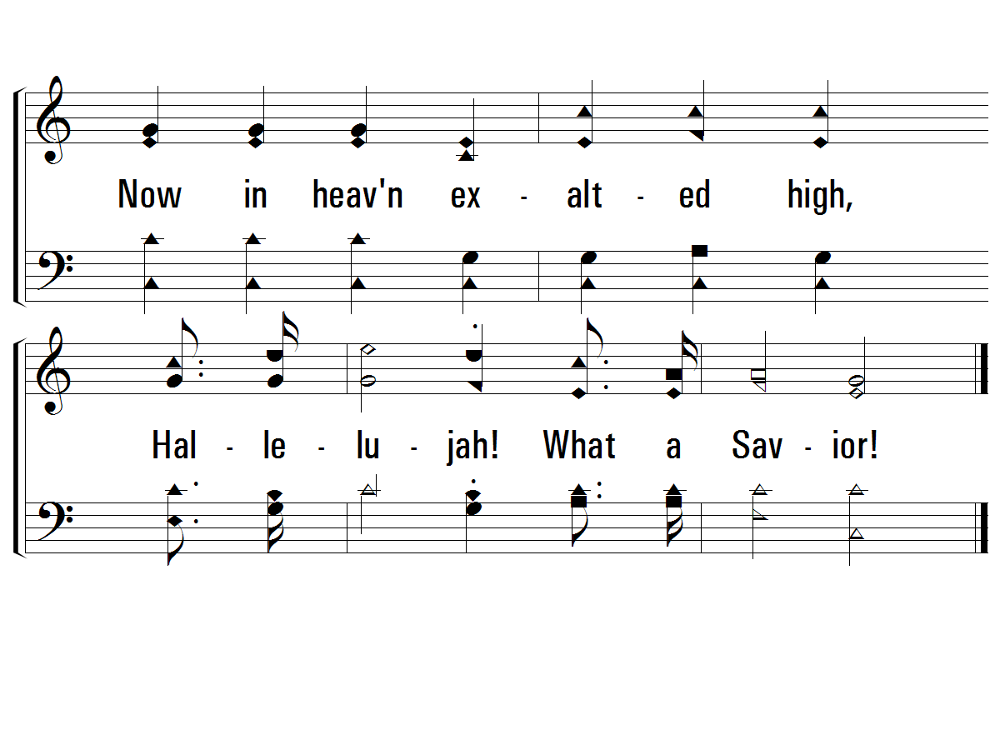 Now in heav'n ex - alt - ed high,
Hal - le - lu - jah! What a Sav - ior!